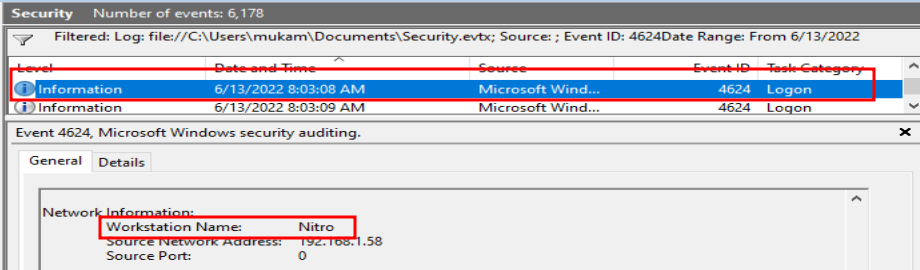 Security Number of events: 6,178
Filtered: Log: file://C:\Users\mukam\Documents\Security.evtx; Source: ; Event ID: 4624Date Range: From 6/13/2022
Level Date and Time Source Event ID Task Category
Information 6/13/2022 8:03:08 AM Microsoft Wind... 4624 Logon
Information 6/13/2022 8:03:09 AM Microsoft Wind... 4624 Logon
Event 4624, Microsoft Windows security auditing.
General Details
Network Information:
Workstation Name: Nitro
Source Network Address: 192.168.1.58
Source Port: 0